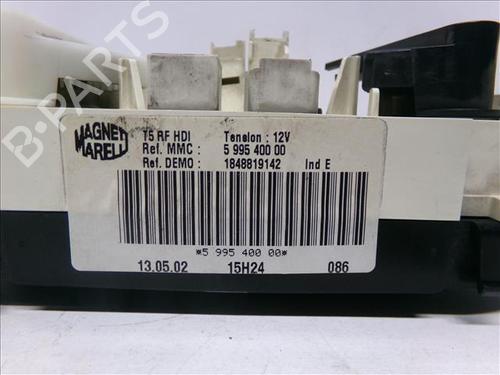 B-PARTS
MAGNETI
MARELLI
T5 RF HDI Tension : 12V
Ref. MMC : 5 995 400 00
Ref. DEMO : 1848819142 Ind E
*5 995 400 00*
13.05.02 15H24 086